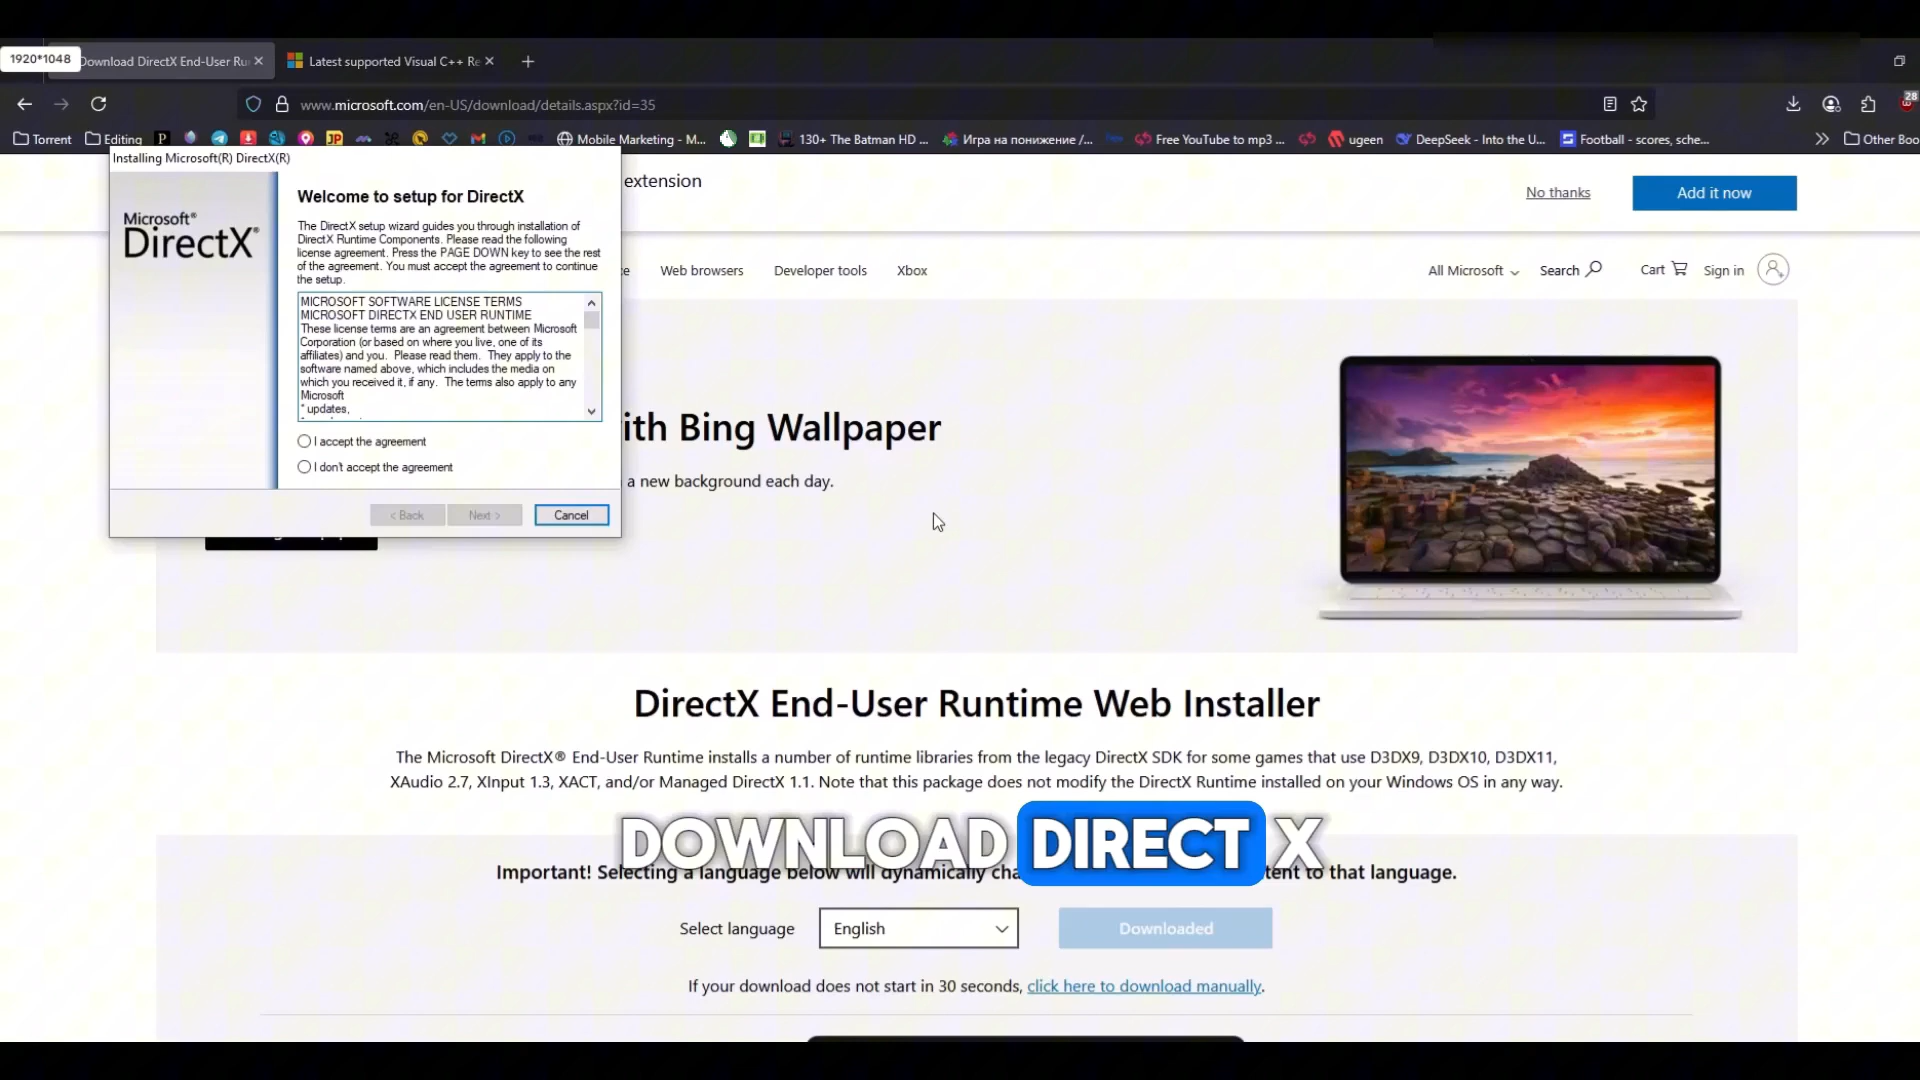 1920*1048
Download DirectX End-User Ru
Latest supported Visual C++ Re
www.microsoft.com/en-US/download/details.aspx?id=35
28
Torrent
Editing
P
JP
Mobile Marketing - M...
130+ The Batman HD ...
Игра на понижение /...
Free YouTube to mp3 ...
ugeen
DeepSeek - Into the U...
Football - scores, sche...
Other Boo
Installing Microsoft(R) DirectX(R)
Microsoft®
DirectX®
Welcome to setup for DirectX
The DirectX setup wizard guides you through installation of
DirectX Runtime Components. Please read the following
license agreement. Press the PAGE DOWN key to see the rest
of the agreement. You must accept the agreement to continue
the setup.
MICROSOFT SOFTWARE LICENSE TERMS
MICROSOFT DIRECTX END USER RUNTIME
These license terms are an agreement between Microsoft
Corporation (or based on where you live, one of its
affiliates) and you. Please read them. They apply to the
software named above, which includes the media on
which you received it, if any. The terms also apply to any
Microsoft
* updates,
I accept the agreement
I don't accept the agreement
< Back
Next >
Cancel
extension
No thanks
Add it now
Web browsers
Developer tools
Xbox
All Microsoft
Search
Cart
Sign in
ith Bing Wallpaper
a new background each day.
DirectX End-User Runtime Web Installer
The Microsoft DirectX® End-User Runtime installs a number of runtime libraries from the legacy DirectX SDK for some games that use D3DX9, D3DX10, D3DX11,
XAudio 2.7, XInput 1.3, XACT, and/or Managed DirectX 1.1. Note that this package does not modify the DirectX Runtime installed on your Windows OS in any way.
DOWNLOAD DIRECT X
Important! Selecting a language below will dynamically cha tent to that language.
Select language
English
Downloaded
If your download does not start in 30 seconds, click here to download manually.